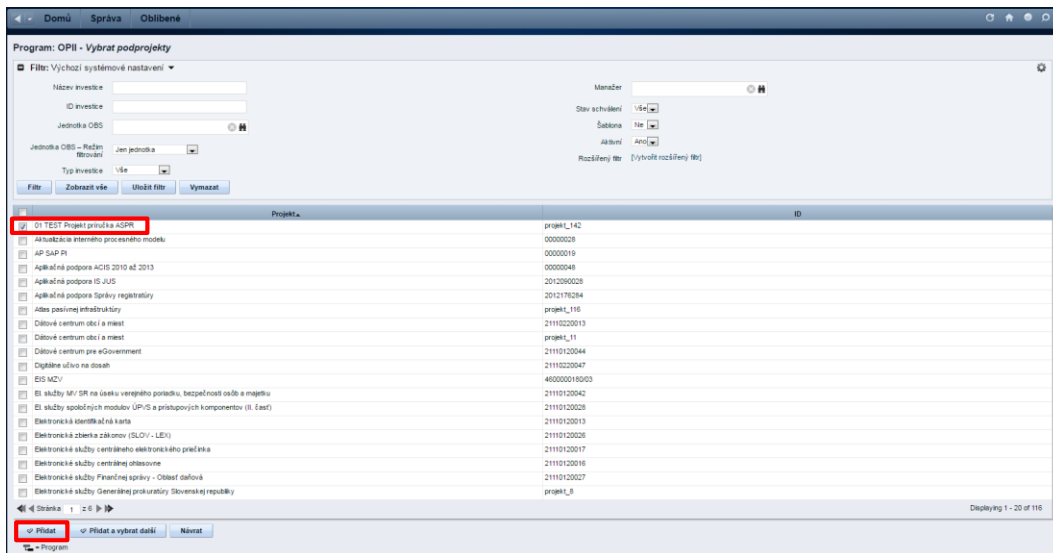 Domů Správa Oblíbené
Program: OPII - Vybrat podprojekty
Filtr: Výchozí systémové nastavení
Název investice
Manažer
ID investice
Stav schválení Vše
Jednotka OBS
Šablona Ne
Jednotka OBS – Režim filtrování Jen jednotka
Aktivní Ano
Rozšířený filtr [Vytvořit rozšířený filtr]
Typ investice Vše
Filtr Zobrazit vše Uložit filtr Vymazat
Projekt ID
01 TEST Projekt príručka ASPR projekt_142
Aktualizácia interného procesného modelu 00000028
AP SAP PI 00000019
Aplikačná podpora ACIS 2010 až 2013 00000048
Aplikačná podpora IS JUS 2012090028
Aplikačná podpora Správy registratúry 2012176284
Atlas pasívnej infraštruktúry projekt_116
Dátové centrum obcí a miest 21110220013
Dátové centrum obcí a miest projekt_11
Dátové centrum pre eGovernment 21110120044
Digitálne učivo na dosah 21110220047
EIS MZV 4600000180/03
El. služby MV SR na úseku verejného poriadku, bezpečnosti osôb a majetku 21110120042
El. služby spoločných modulov ÚPVS a prístupových komponentov (II. časť) 21110120028
Elektronická identifikačná karta 21110120013
Elektronická zbierka zákonov (SLOV - LEX) 21110120026
Elektronické služby centrálneho elektronického priečinka 21110120017
Elektronické služby centrálnej ohlasovne 21110120016
Elektronické služby Finančnej správy - Oblasť daňová 21110120027
Elektronické služby Generálnej prokuratúry Slovenskej republiky projekt_8
Stránka 1 z 6 Displaying 1 - 20 of 116
Přidat Přidat a vybrat další Návrat
= Program